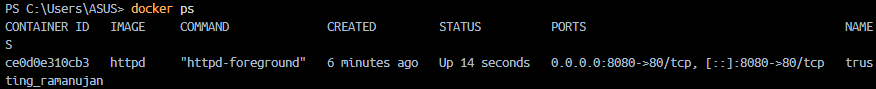 PS C:\Users\ASUS> docker ps
CONTAINER ID   IMAGE     COMMAND              CREATED         STATUS          PORTS                                     NAME
S
ce0d0e310cb3   httpd     "httpd-foreground"   6 minutes ago   Up 14 seconds   0.0.0.0:8080->80/tcp, [::]:8080->80/tcp   trus
ting_ramanujan